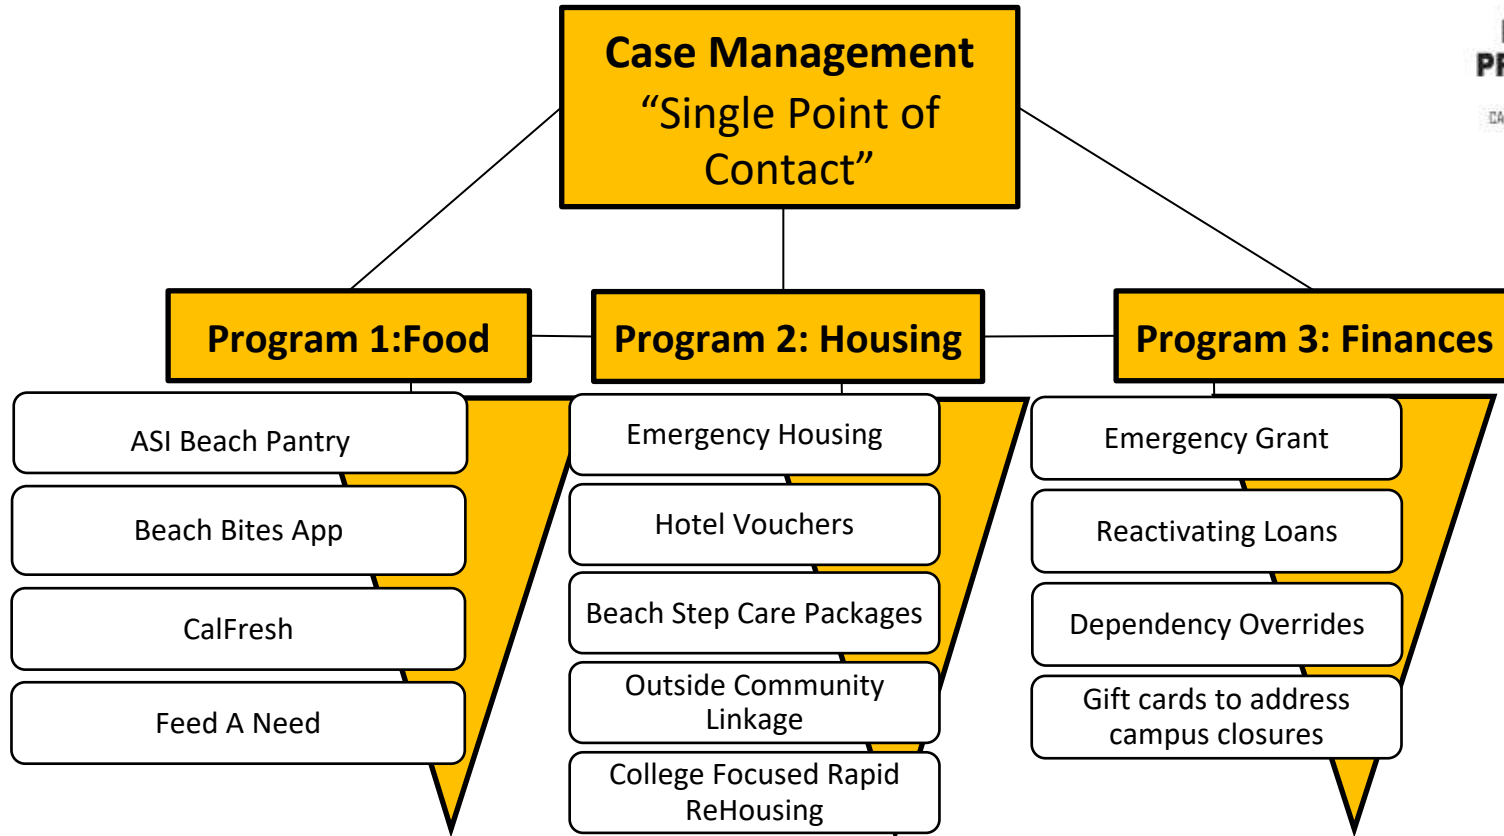 Case Management
“Single Point of
Contact”
Program 1:Food
Program 2: Housing
Program 3: Finances
ASI Beach Pantry
Beach Bites App
CalFresh
Feed A Need
Emergency Housing
Hotel Vouchers
Beach Step Care Packages
Outside Community
Linkage
College Focused Rapid
ReHousing
Emergency Grant
Reactivating Loans
Dependency Overrides
Gift cards to address
campus closures